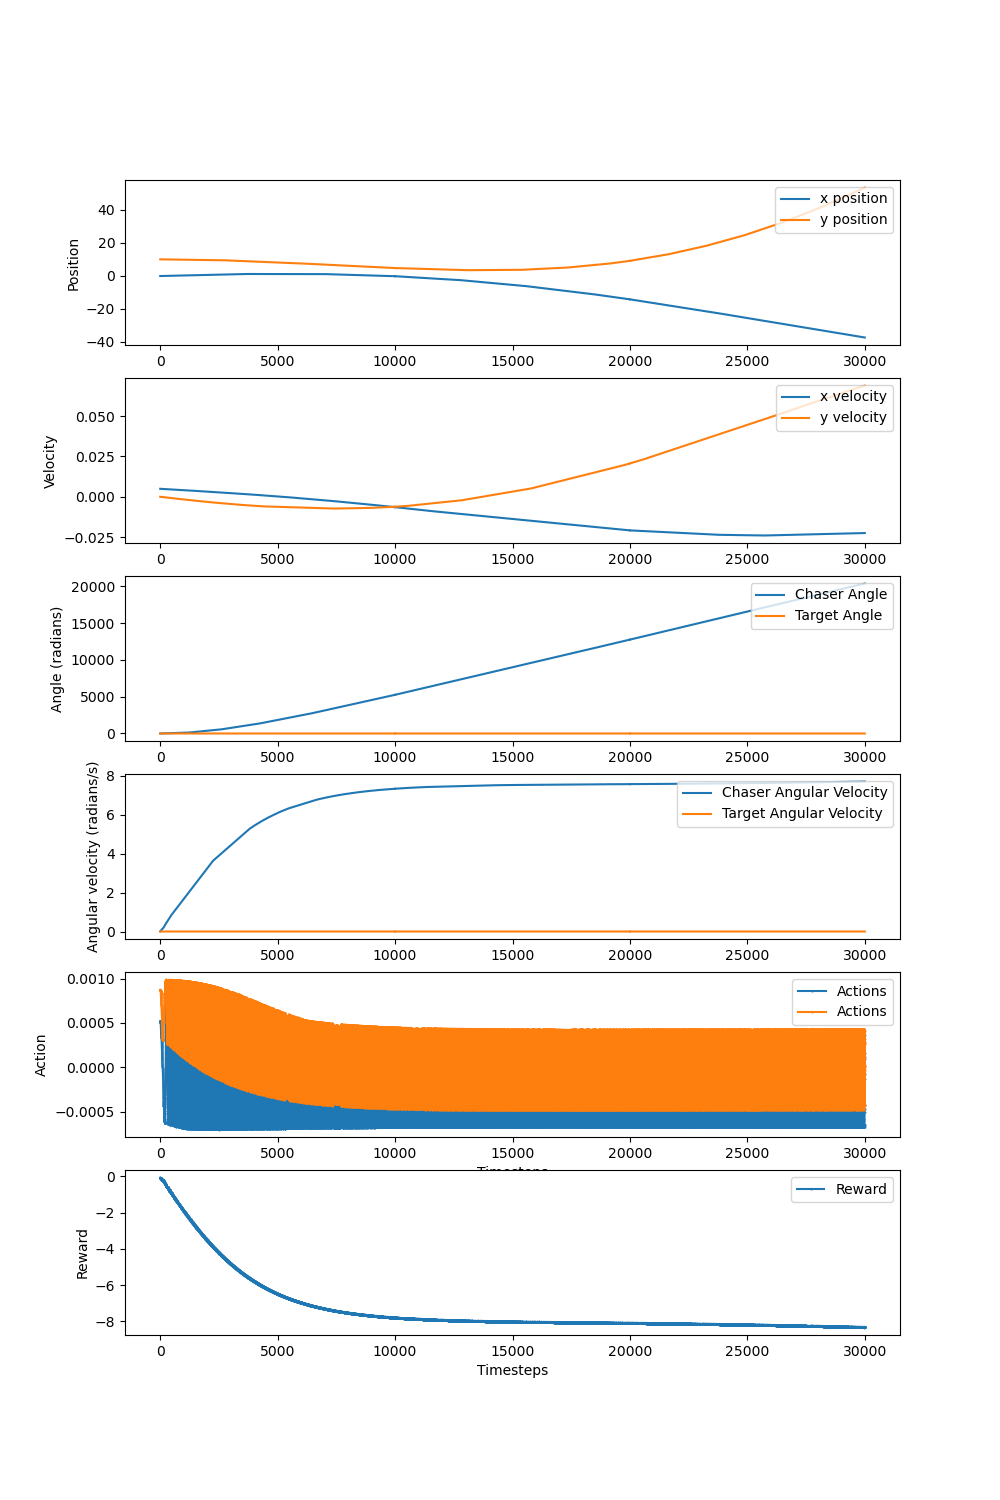 Position
40
20
0
−20
−40
x position
y position
0 5000 10000 15000 20000 25000 30000
Velocity
0.050
0.025
0.000
−0.025
x velocity
y velocity
0 5000 10000 15000 20000 25000 30000
Angle (radians)
20000
15000
10000
5000
0
Chaser Angle
Target Angle
0 5000 10000 15000 20000 25000 30000
Angular velocity (radians/s)
8
6
4
2
0
Chaser Angular Velocity
Target Angular Velocity
0 5000 10000 15000 20000 25000 30000
Action
0.0010
0.0005
0.0000
−0.0005
Actions
Actions
0 5000 10000 15000 20000 25000 30000
Timesteps
Reward
0
−2
−4
−6
−8
Reward
0 5000 10000 15000 20000 25000 30000
Timesteps